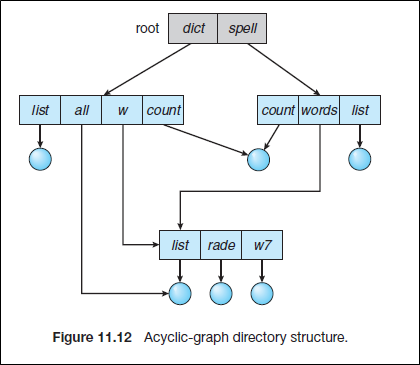 root dict spell
list all w count count words list
list rade w7
Figure 11.12 Acyclic-graph directory structure.